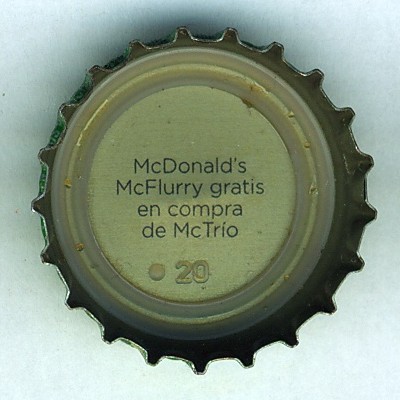 McDonald's
McFlurry gratis
en compra
de McTrío
20